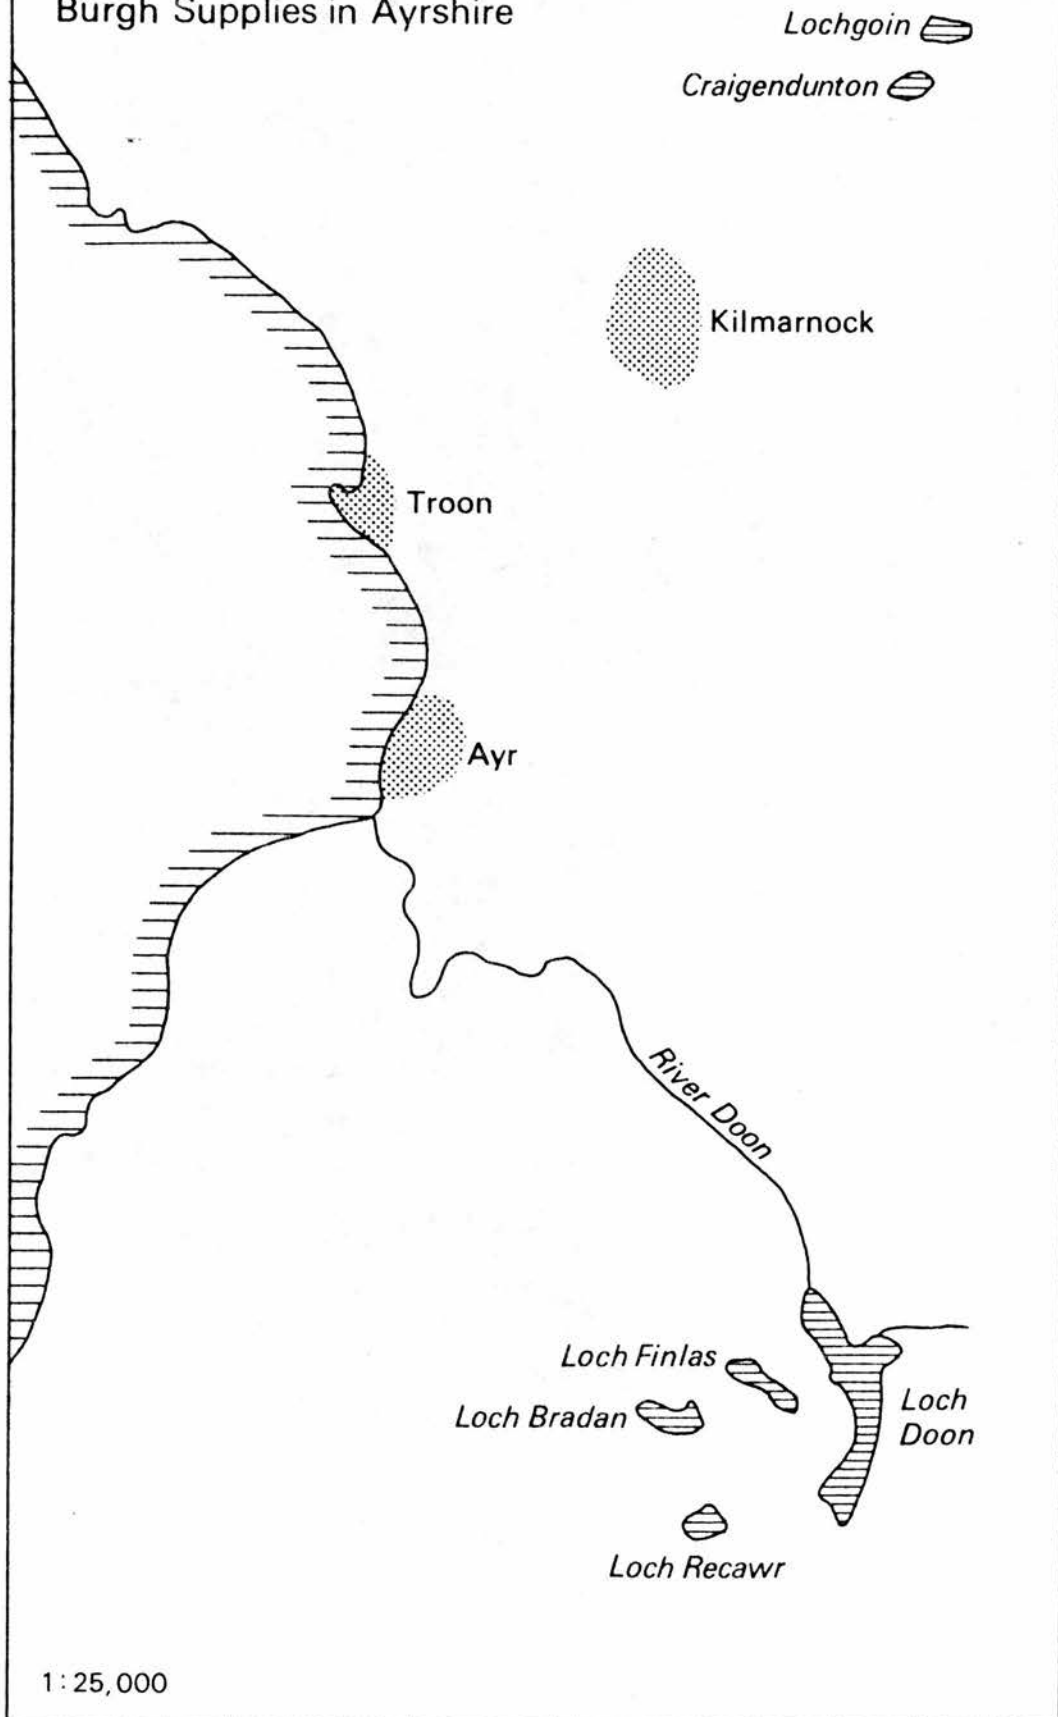 Burgh Supplies in Ayrshire
Lochgoin
Craigendunton
Kilmarnock
Troon
Ayr
River Doon
Loch Finlas
Loch Bradan
Loch
Doon
Loch Recawr
1:25,000